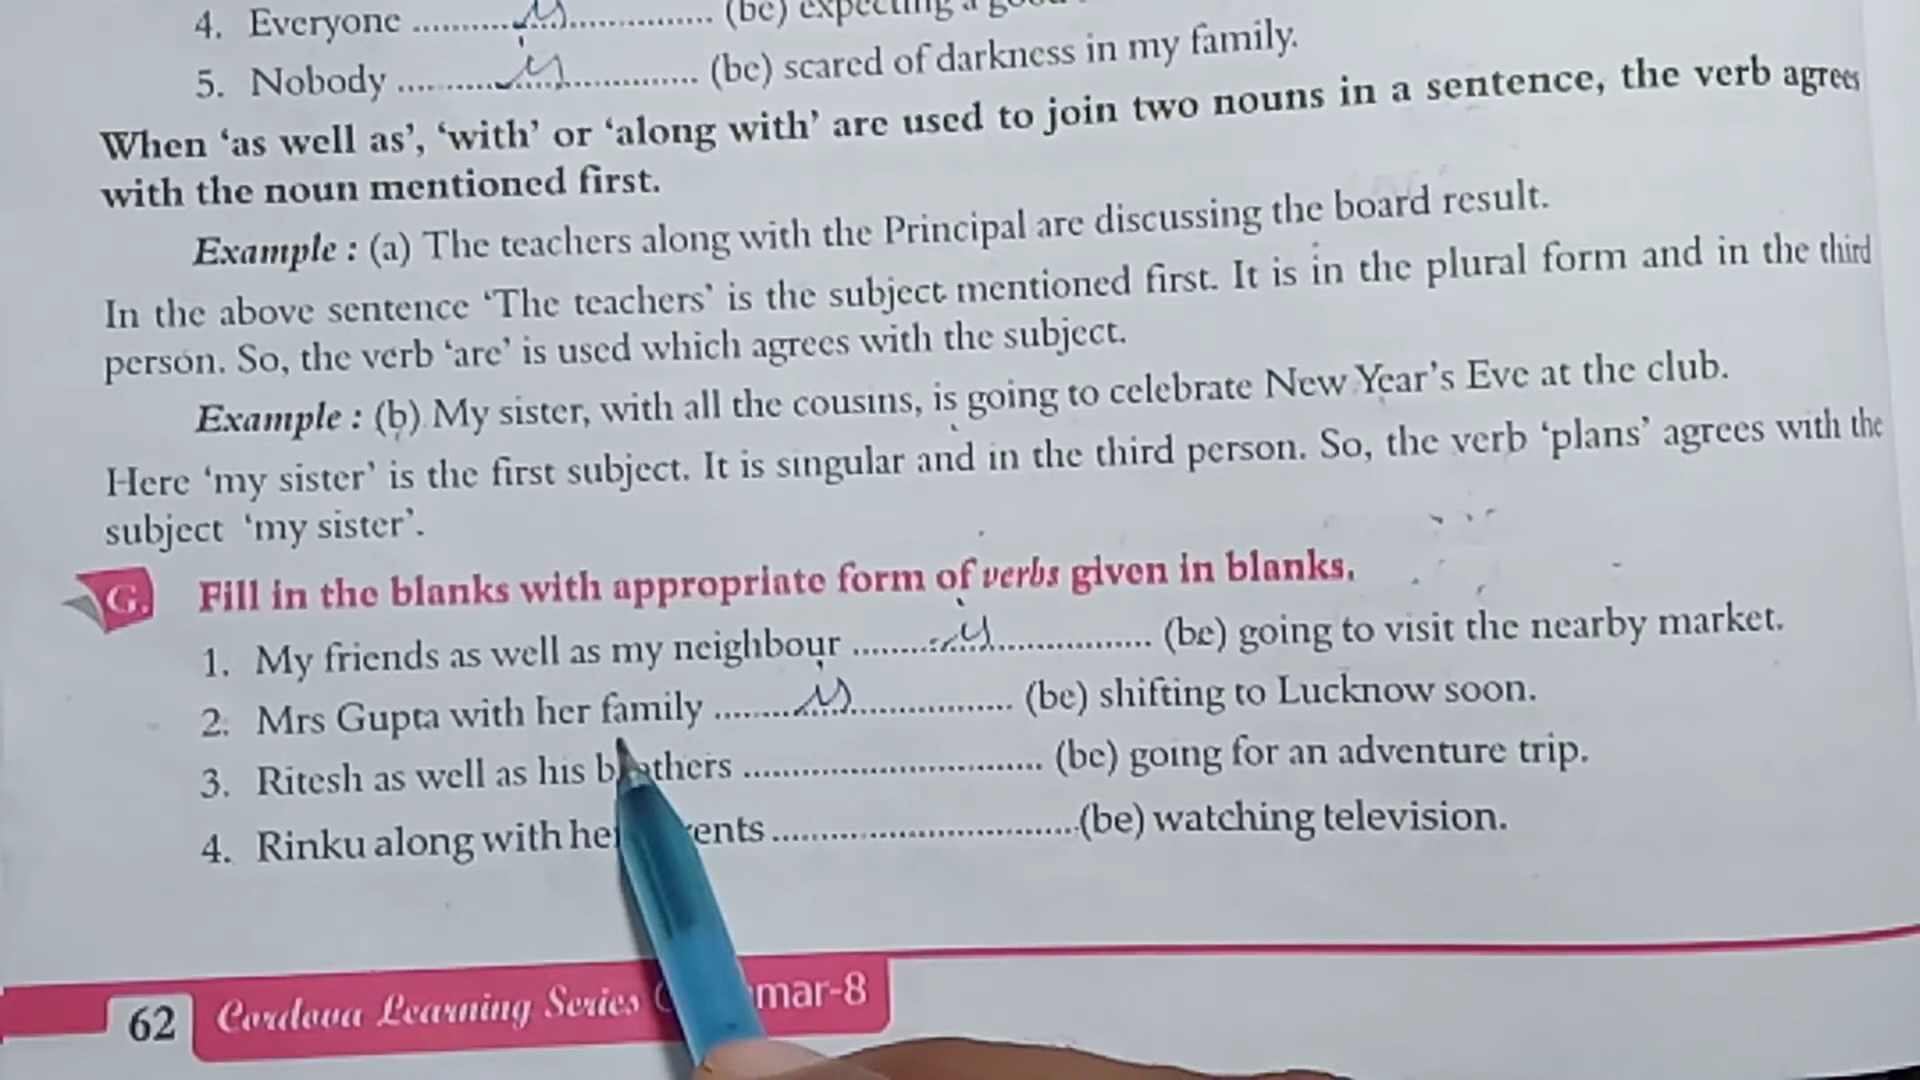 4. Everyone ........ is ........ (be) expecting a
5. Nobody ........ is ........ (be) scared of darkness in my family.
When ‘as well as’, ‘with’ or ‘along with’ are used to join two nouns in a sentence, the verb agrees
with the noun mentioned first.
Example : (a) The teachers along with the Principal are discussing the board result.
In the above sentence ‘The teachers’ is the subject mentioned first. It is in the plural form and in the third
person. So, the verb ‘are’ is used which agrees with the subject.
Example : (b) My sister, with all the cousins, is going to celebrate New Year’s Eve at the club.
Here ‘my sister’ is the first subject. It is singular and in the third person. So, the verb ‘plans’ agrees with the
subject ‘my sister’.
G. Fill in the blanks with appropriate form of verbs given in blanks.
1. My friends as well as my neighbour ........ is ........ (be) going to visit the nearby market.
2. Mrs Gupta with her family ........ is ........ (be) shifting to Lucknow soon.
3. Ritesh as well as his brothers ................ (be) going for an adventure trip.
4. Rinku along with ................ (be) watching television.
62 Cordova Learning Series mar-8